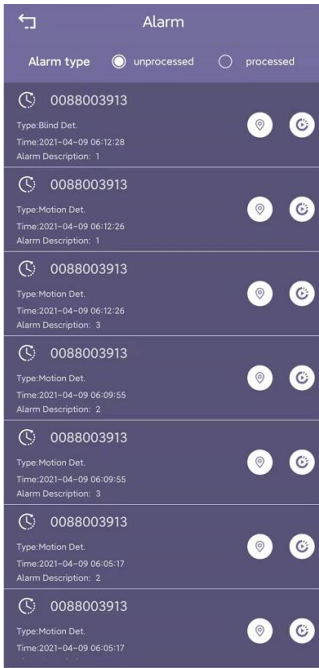 Alarm
Alarm type unprocessed processed
0088003913
Type:Blind Det.
Time:2021-04-09 06:12:28
Alarm Description: 1
0088003913
Type:Motion Det.
Time:2021-04-09 06:12:26
Alarm Description: 1
0088003913
Type:Motion Det.
Time:2021-04-09 06:12:26
Alarm Description: 3
0088003913
Type:Motion Det.
Time:2021-04-09 06:09:55
Alarm Description: 2
0088003913
Type:Motion Det.
Time:2021-04-09 06:09:55
Alarm Description: 3
0088003913
Type:Motion Det.
Time:2021-04-09 06:05:17
Alarm Description: 2
0088003913
Type:Motion Det.
Time:2021-04-09 06:05:17